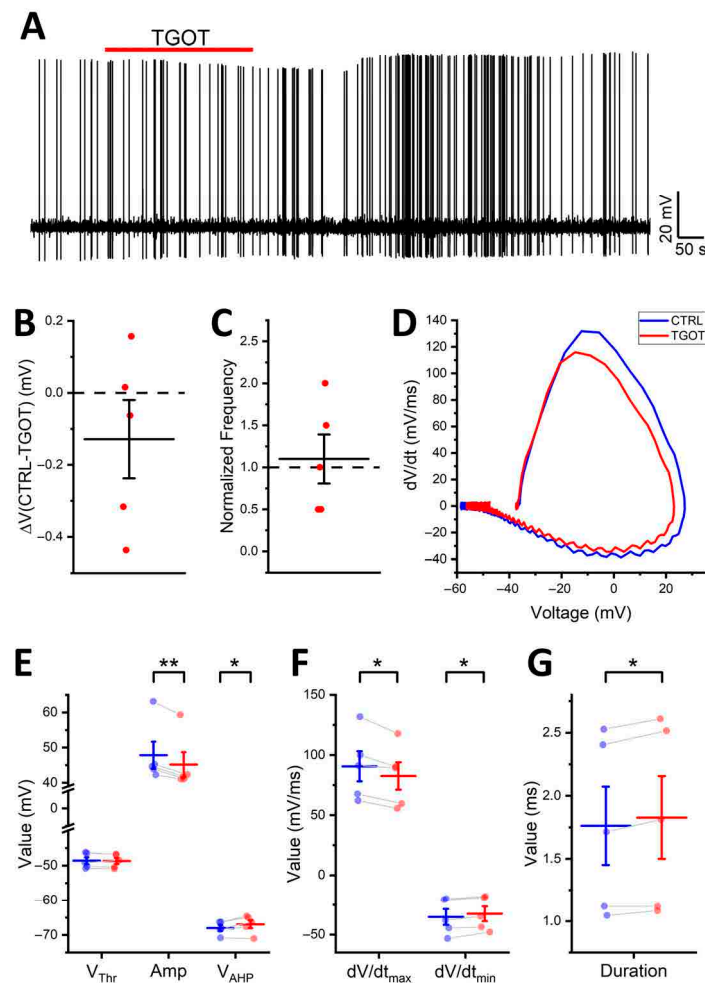 A
TGOT
20 mV
50 s
B
ΔV(CTRL-TGOT) (mV)
0.2
0.0
−0.2
−0.4
C
Normalized Frequency
2.5
2.0
1.5
1.0
0.5
0.0
D
CTRL
TGOT
dV/dt (mV/ms)
140
120
100
80
60
40
20
0
−20
−40
−60 −40 −20 0 20
Voltage (mV)
E
** *
Value (mV)
60
50
40
0
−50
−60
−70
V_Thr Amp V_AHP
F
* *
Value (mV/ms)
150
100
50
0
−50
dV/dt_max dV/dt_min
G
*
Value (ms)
2.5
2.0
1.5
1.0
Duration